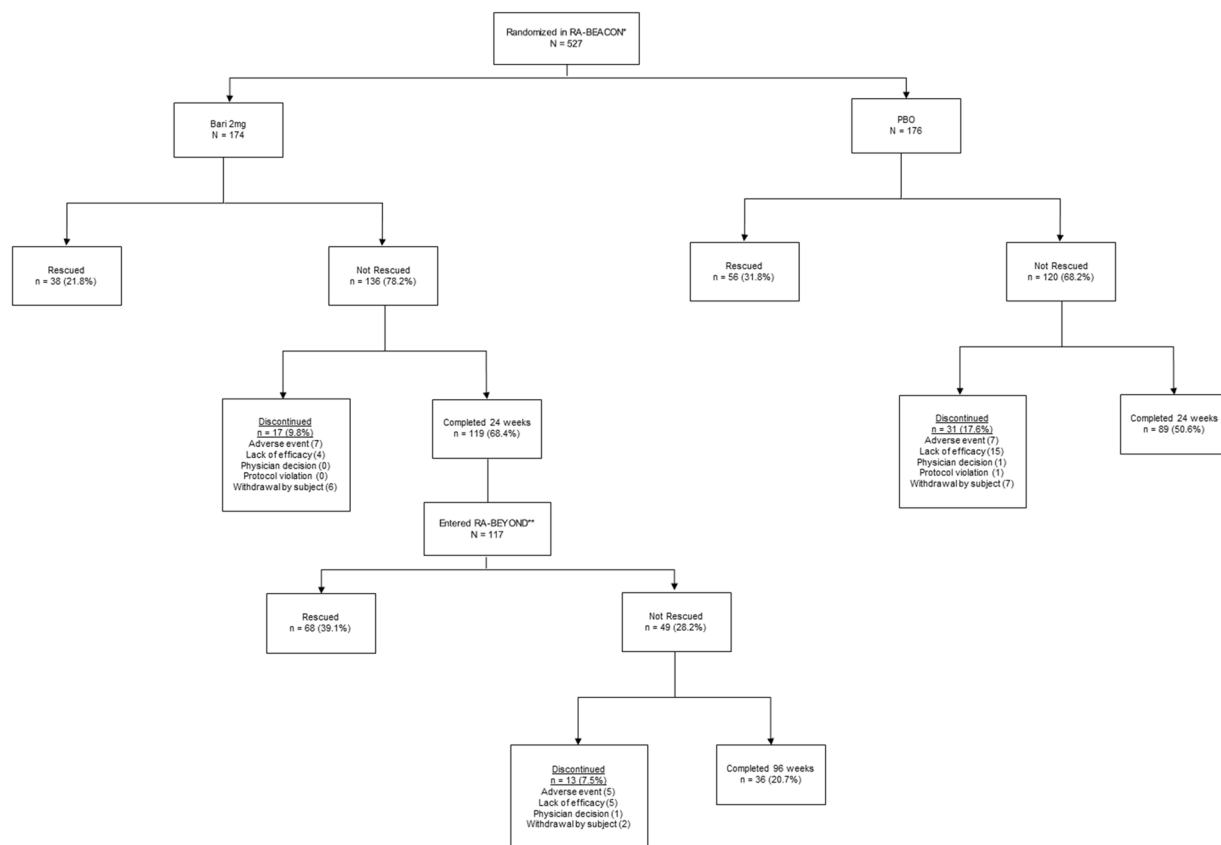 Randomized in RA-BEACON*
N = 527
Bari 2mg
N = 174
PBO
N = 176
Rescued
n = 38 (21.8%)
Not Rescued
n = 136 (78.2%)
Rescued
n = 56 (31.8%)
Not Rescued
n = 120 (68.2%)
Discontinued
n = 17 (9.8%)
Adverse event (7)
Lack of efficacy (4)
Physician decision (0)
Protocol violation (0)
Withdrawal by subject (6)
Completed 24 weeks
n = 119 (68.4%)
Discontinued
n = 31 (17.6%)
Adverse event (7)
Lack of efficacy (15)
Physician decision (1)
Protocol violation (1)
Withdrawal by subject (7)
Completed 24 weeks
n = 89 (50.6%)
Entered RA-BEYOND**
N = 117
Rescued
n = 68 (39.1%)
Not Rescued
n = 49 (28.2%)
Discontinued
n = 13 (7.5%)
Adverse event (5)
Lack of efficacy (5)
Physician decision (1)
Withdrawal by subject (2)
Completed 96 weeks
n = 36 (20.7%)